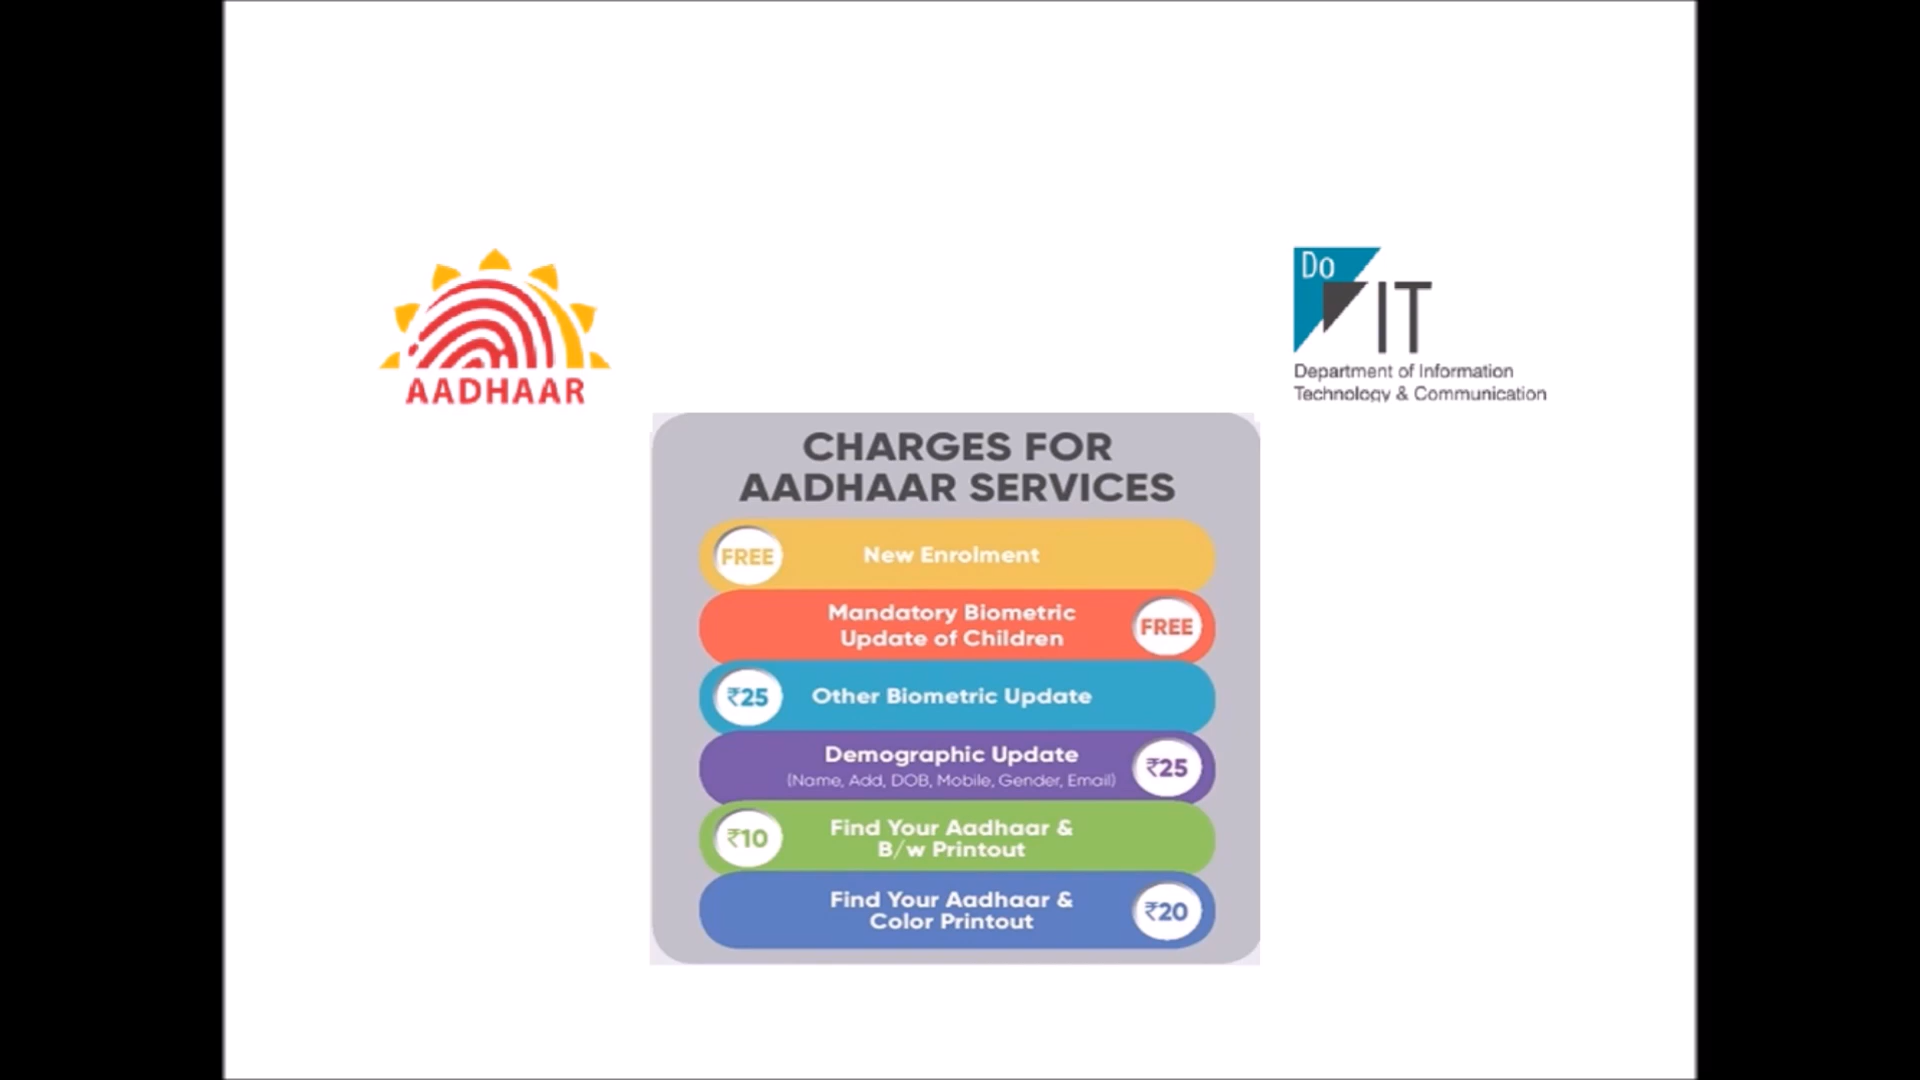 AADHAAR
Do
IT
Department of Information
Technology & Communication
CHARGES FOR
AADHAAR SERVICES
FREE New Enrolment
Mandatory Biometric
Update of Children
FREE
₹25 Other Biometric Update
Demographic Update
(Name, Add, DOB, Mobile, Gender, Email)
₹25
₹10
Find Your Aadhaar &
B/w Printout
Find Your Aadhaar &
Color Printout
₹20